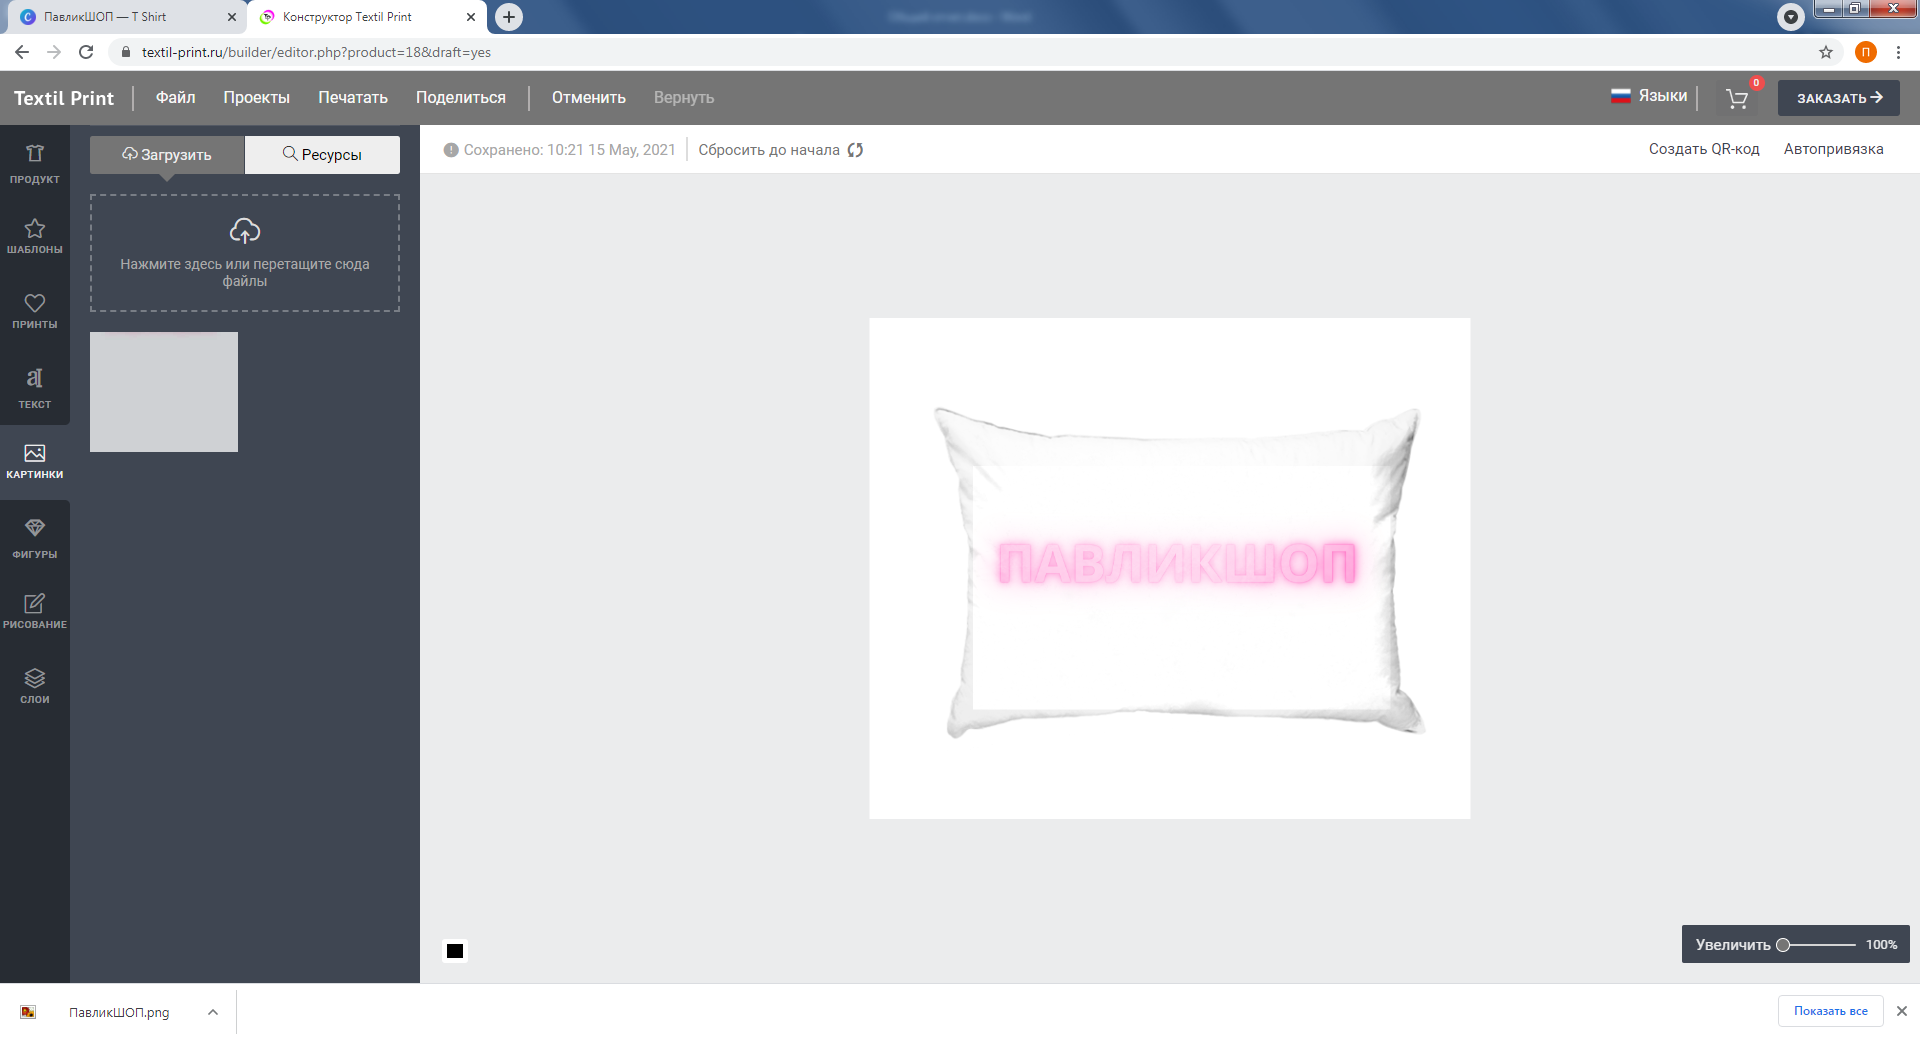 ПавликШОП — T Shirt
Конструктор Textil Print
textil-print.ru/builder/editor.php?product=18&draft=yes
П
Textil Print
Файл
Проекты
Печатать
Поделиться
Отменить
Вернуть
Языки
0
ЗАКАЗАТЬ
Загрузить
Ресурсы
Сохранено: 10:21 15 May, 2021
Сбросить до начала
Создать QR-код
Автопривязка
ПРОДУКТ
ШАБЛОНЫ
ПРИНТЫ
ТЕКСТ
КАРТИНКИ
ФИГУРЫ
РИСОВАНИЕ
СЛОИ
Нажмите здесь или перетащите сюда
файлы
ПАВЛИКШОП
Увеличить
100%
ПавликШОП.png
Показать все